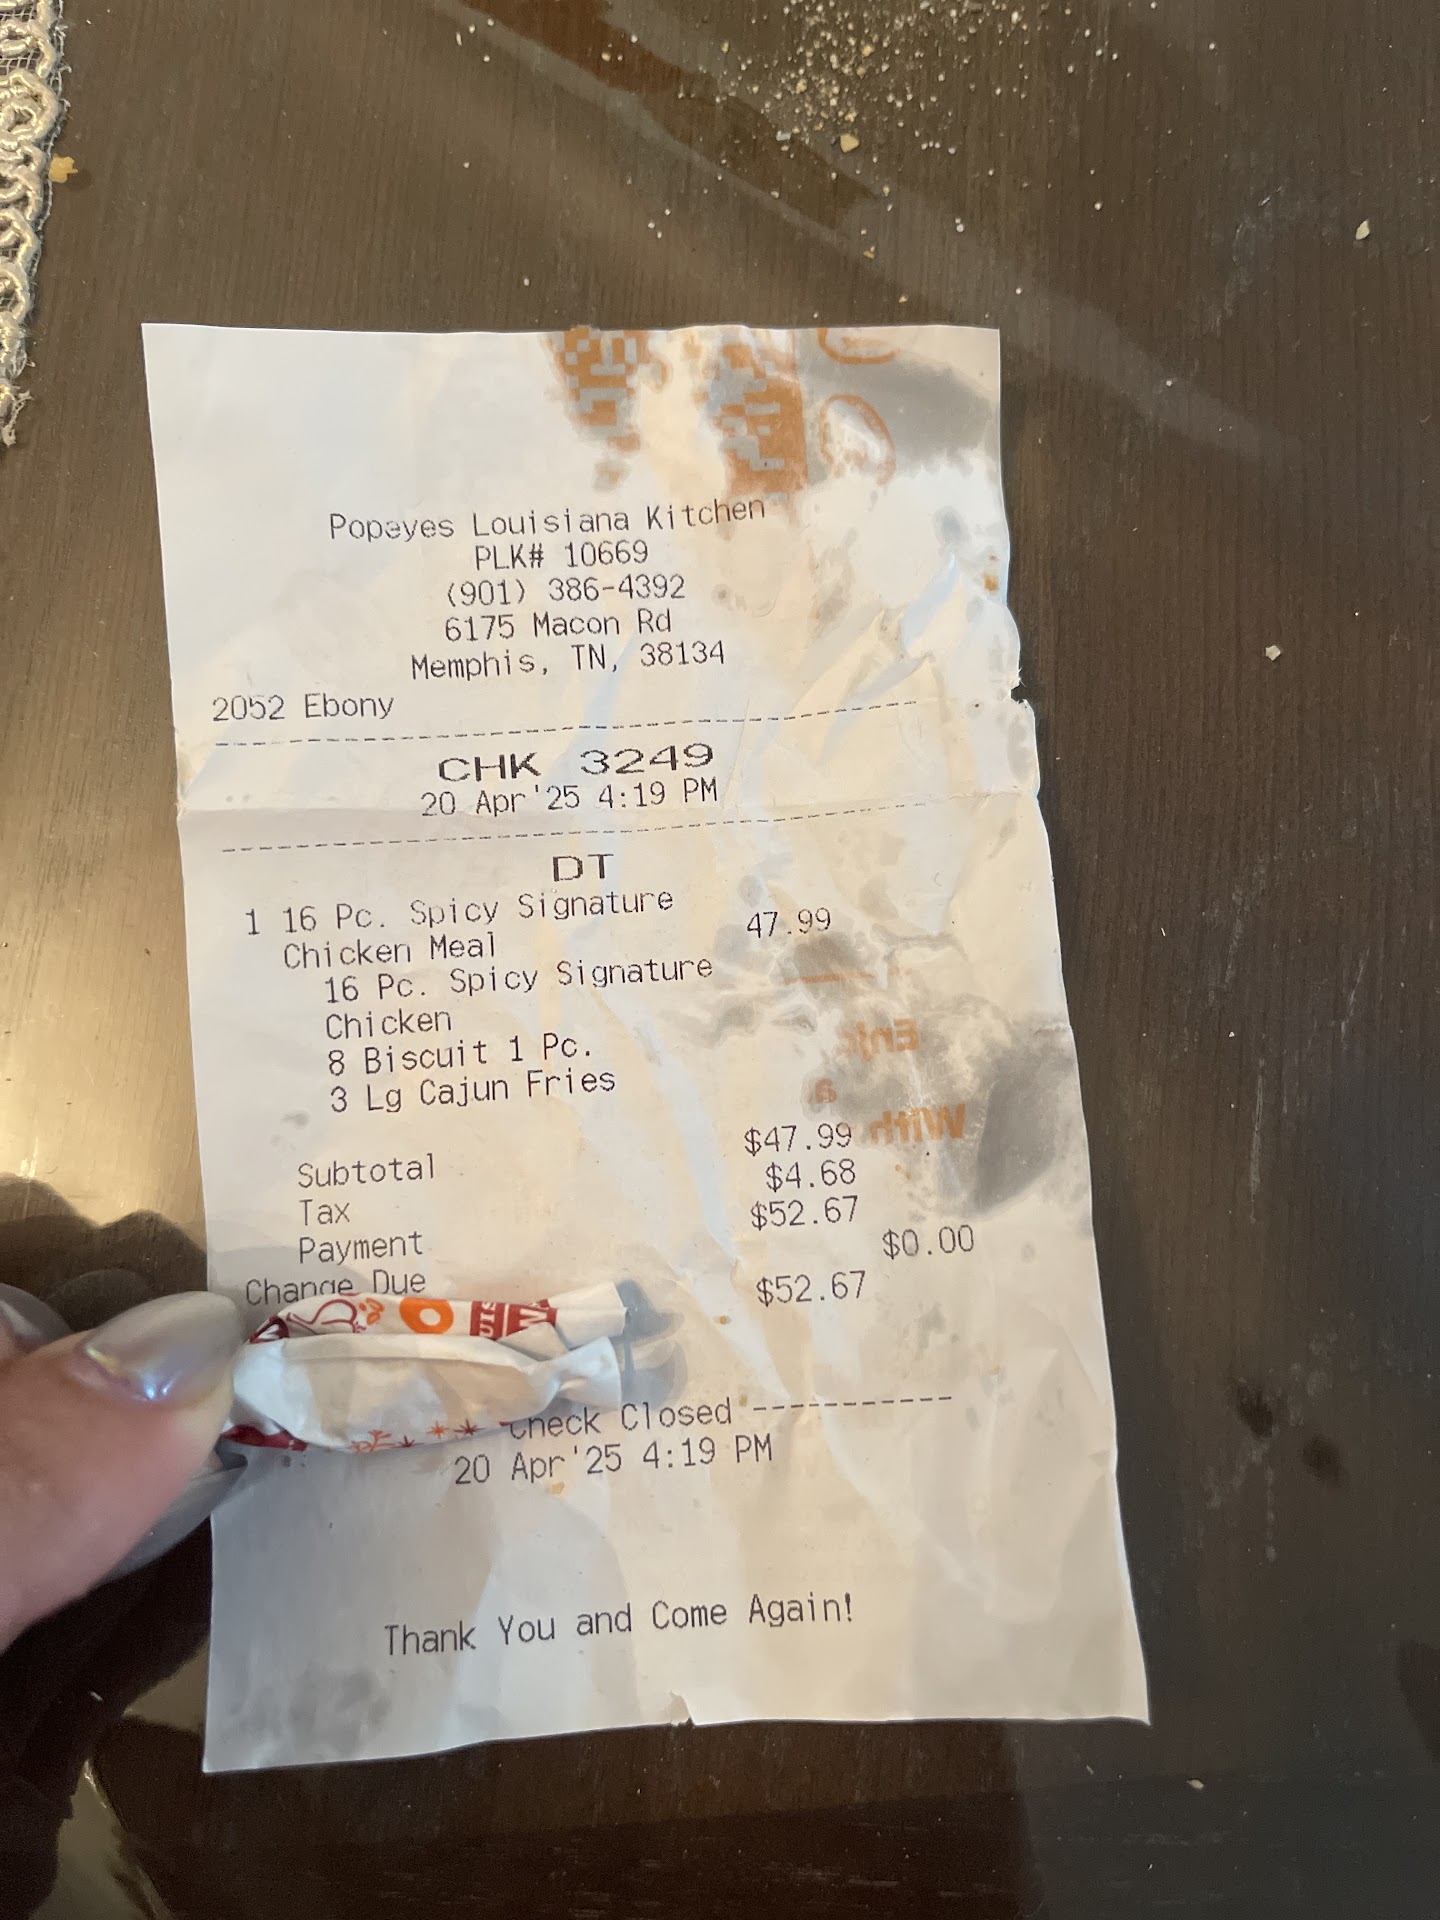 Popeyes Louisiana Kitchen
PLK# 10669
(901) 386-4392
6175 Macon Rd
Memphis, TN, 38134
2052 Ebony
CHK 3249
20 Apr'25 4:19 PM
DT
1 16 Pc. Spicy Signature
Chicken Meal 47.99
16 Pc. Spicy Signature
Chicken
8 Biscuit 1 Pc.
3 Lg Cajun Fries
Subtotal $47.99
Tax $4.68
Payment $52.67
Change Due $0.00
$52.67
Check Closed
20 Apr'25 4:19 PM
Thank You and Come Again!
With
a